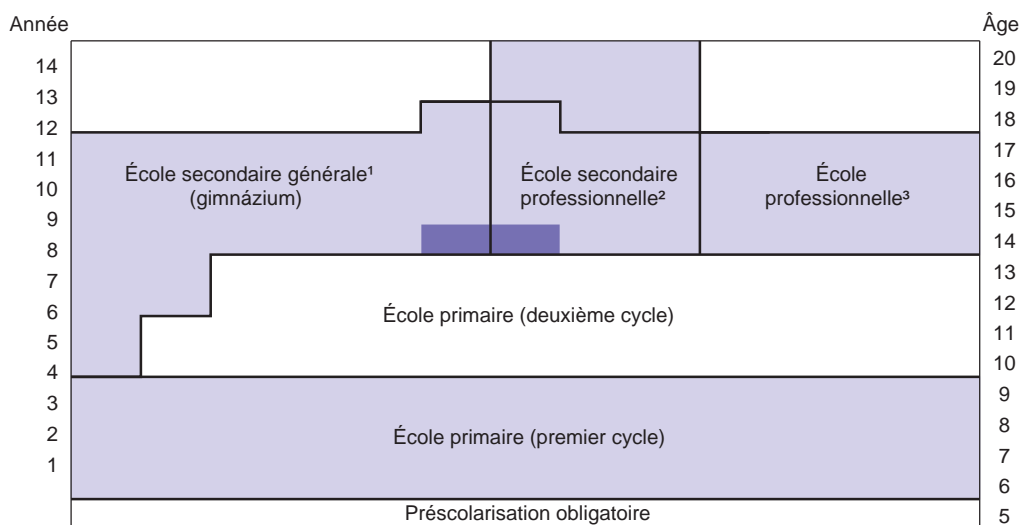 Année
Âge
14
13
12
11
10
9
8
7
6
5
4
3
2
1
20
19
18
17
16
15
14
13
12
11
10
9
8
7
6
5
École secondaire générale¹
(gimnázium)
École secondaire
professionnelle²
École
professionnelle³
École primaire (deuxième cycle)
École primaire (premier cycle)
Préscolarisation obligatoire